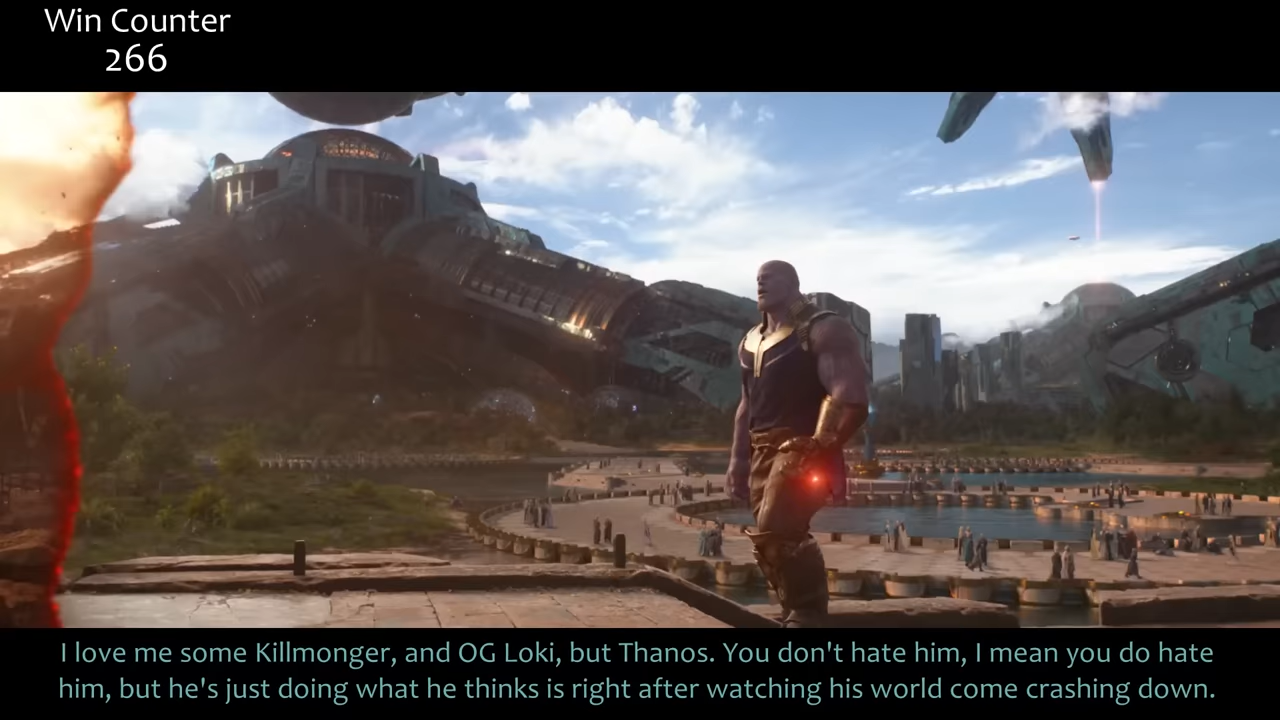 Win Counter
266
I love me some Killmonger, and OG Loki, but Thanos. You don't hate him, I mean you do hate
him, but he's just doing what he thinks is right after watching his world come crashing down.